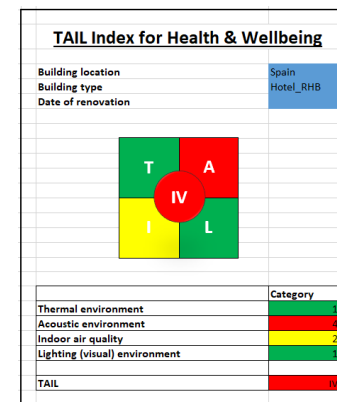 TAIL Index for Health & Wellbeing
Building location Spain
Building type Hotel_RHB
Date of renovation
T A
IV
I L
Category
Thermal environment 1
Acoustic environment 4
Indoor air quality 2
Lighting (visual) environment 1
TAIL IV